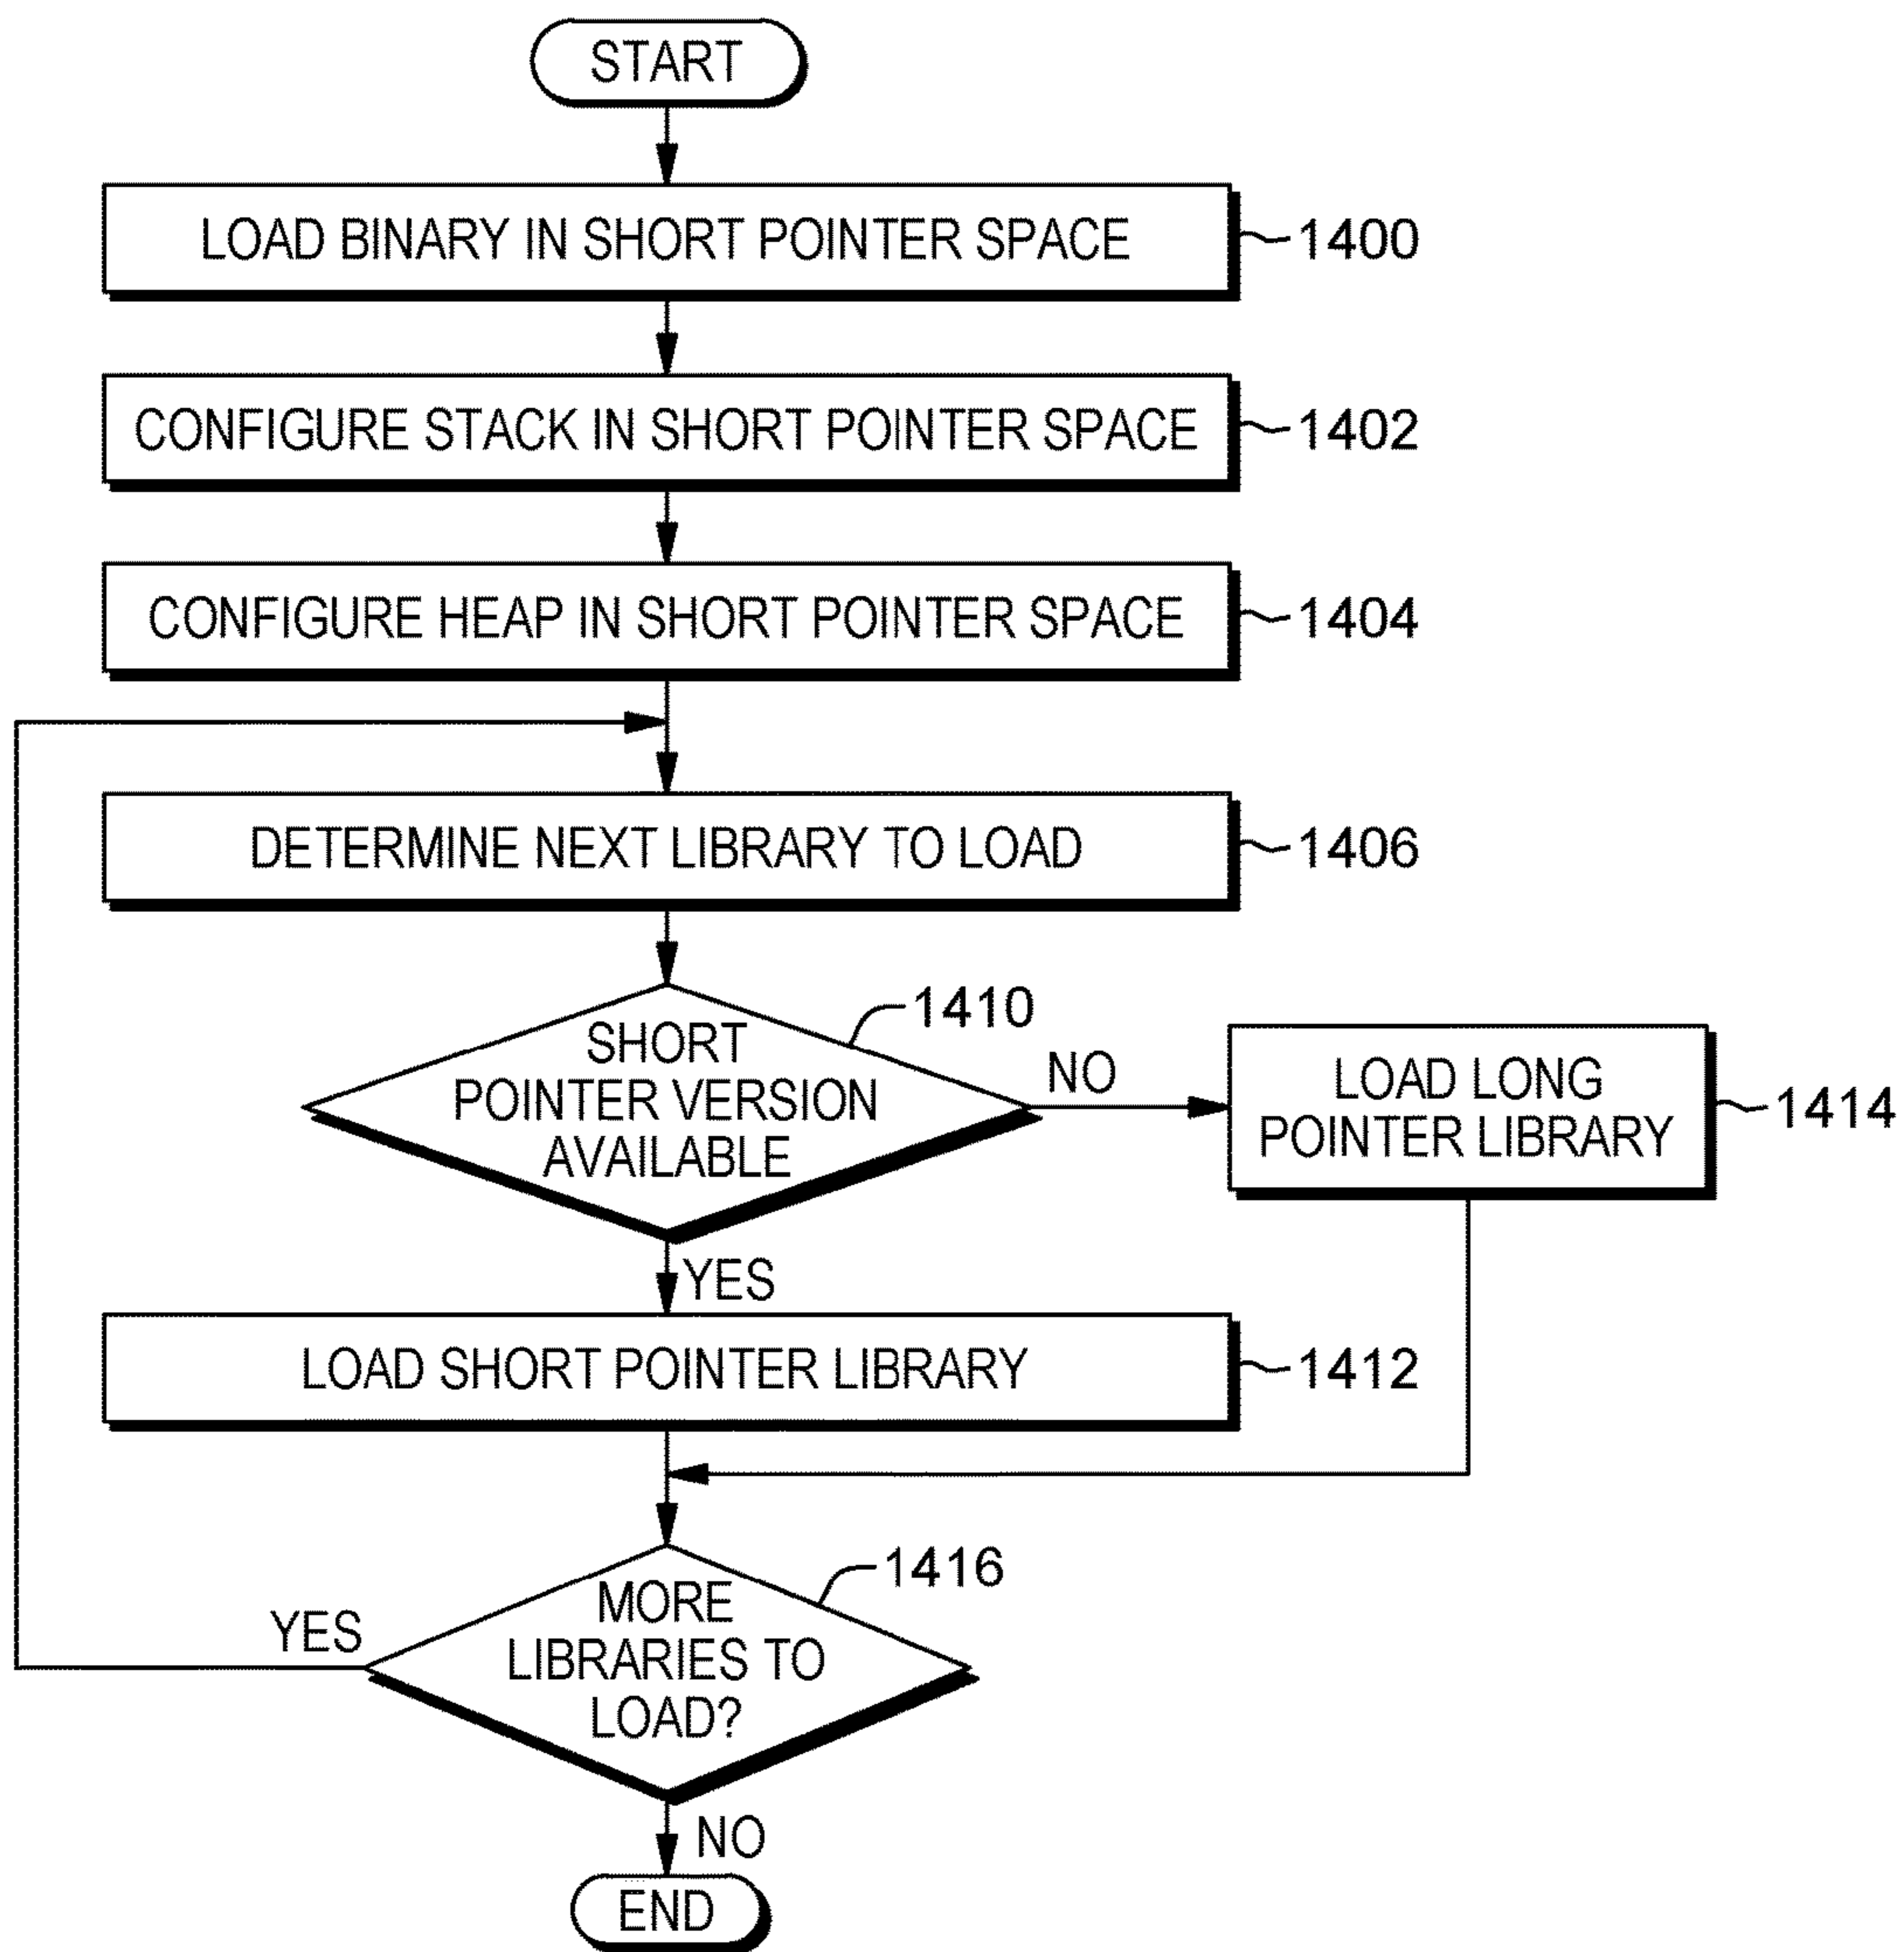 START
LOAD BINARY IN SHORT POINTER SPACE
1400
CONFIGURE STACK IN SHORT POINTER SPACE
1402
CONFIGURE HEAP IN SHORT POINTER SPACE
1404
DETERMINE NEXT LIBRARY TO LOAD
1406
1410
SHORT
POINTER VERSION
AVAILABLE
NO
LOAD LONG
POINTER LIBRARY
1414
YES
LOAD SHORT POINTER LIBRARY
1412
1416
MORE
LIBRARIES TO
LOAD?
YES
NO
END